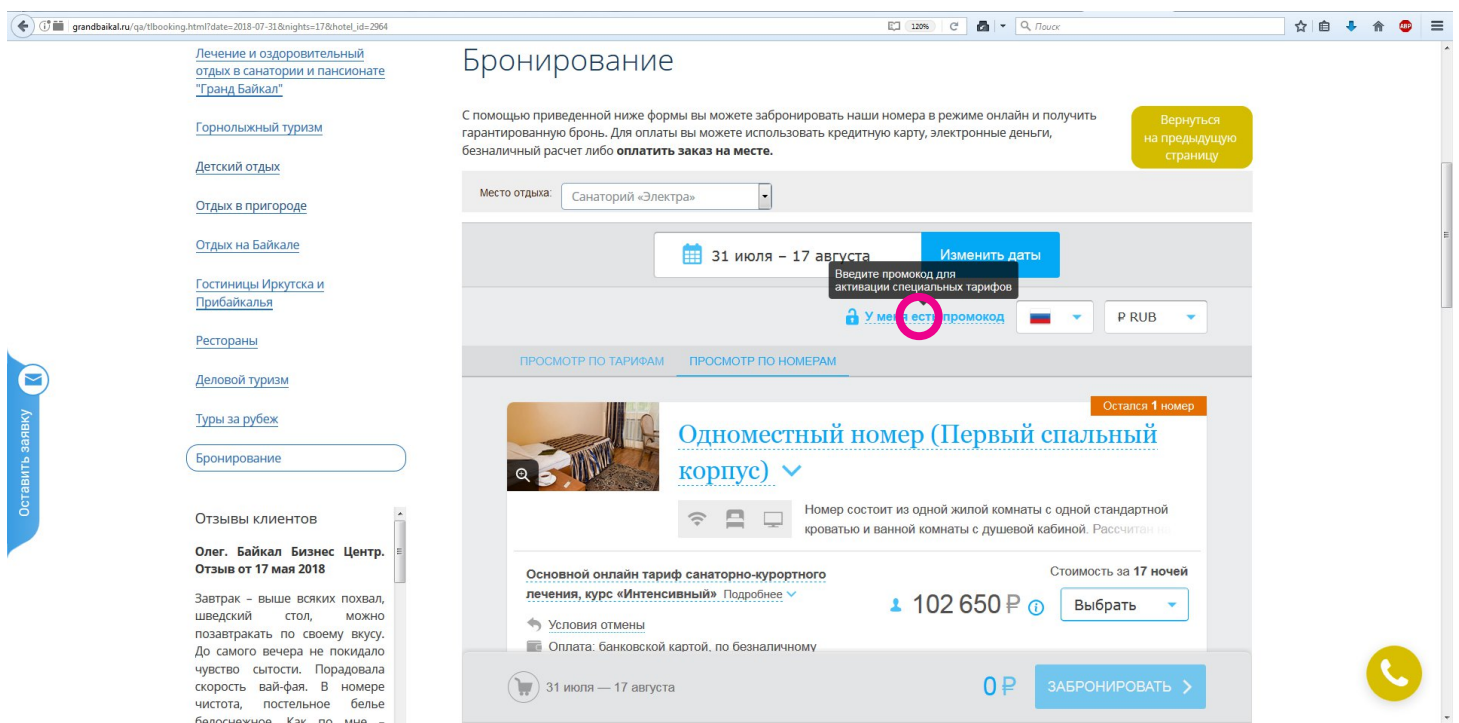 grandbaikal.ru/qa/tlbooking.html?date=2018-07-31&nights=17&hotel_id=2964
120%
Поиск
ABP
Лечение и оздоровительный
отдых в санатории и пансионате
"Гранд Байкал"
Горнолыжный туризм
Детский отдых
Отдых в пригороде
Отдых на Байкале
Гостиницы Иркутска и
Прибайкалья
Рестораны
Деловой туризм
Туры за рубеж
Бронирование
Отзывы клиентов
Олег. Байкал Бизнес Центр.
Отзыв от 17 мая 2018
Завтрак – выше всяких похвал,
шведский стол, можно
позавтракать по своему вкусу.
До самого вечера не покидало
чувство сытости. Порадовала
скорость вай-фая. В номере
чистота, постельное белье
белоснежное. Как по мне –
Оставить заявку
Бронирование
С помощью приведенной ниже формы вы можете забронировать наши номера в режиме онлайн и получить
гарантированную бронь. Для оплаты вы можете использовать кредитную карту, электронные деньги,
безналичный расчет либо оплатить заказ на месте.
Вернуться
на предыдущую
страницу
Место отдыха:
Санаторий «Электра»
31 июля – 17 августа
Изменить даты
Введите промокод для
активации специальных тарифов
У меня есть промокод
₽ RUB
ПРОСМОТР ПО ТАРИФАМ
ПРОСМОТР ПО НОМЕРАМ
Остался 1 номер
Одноместный номер (Первый спальный
корпус)
Номер состоит из одной жилой комнаты с одной стандартной
кроватью и ванной комнаты с душевой кабиной. Рассчитан
Основной онлайн тариф санаторно-курортного
лечения, курс «Интенсивный» Подробнее
Условия отмены
Оплата: банковской картой, по безналичному
Стоимость за 17 ночей
102 650 ₽
Выбрать
31 июля — 17 августа
0 ₽
ЗАБРОНИРОВАТЬ